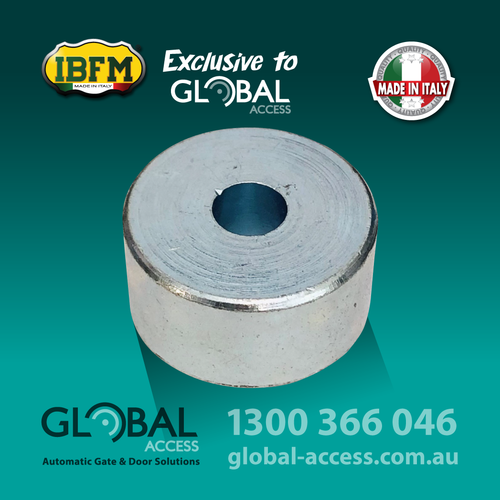 IBFM
MADE IN ITALY
Exclusive to
GLOBAL
ACCESS
QUALITY
MADE IN ITALY
QUALITY
GLOBAL
ACCESS
Automatic Gate & Door Solutions
1300 366 046
global-access.com.au